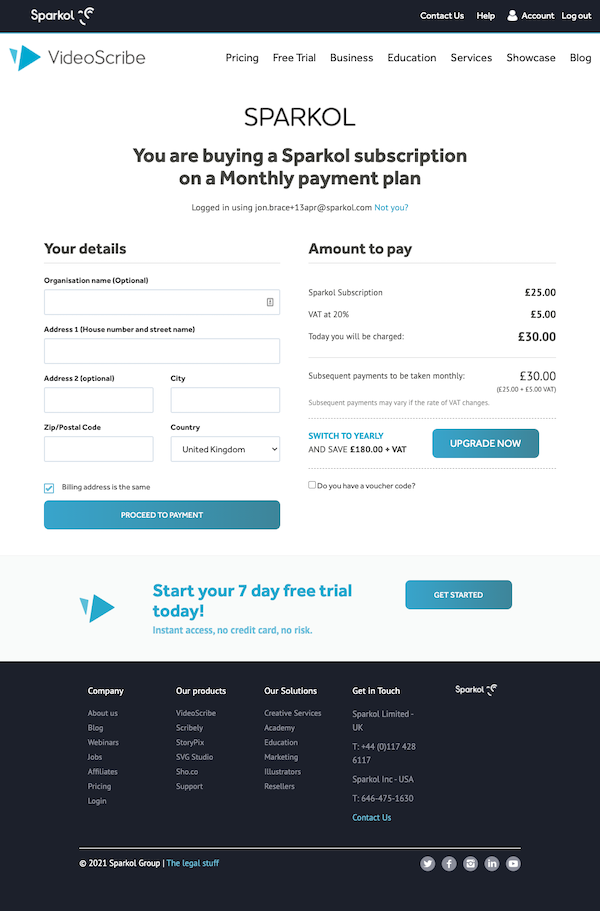 Sparkol
Contact Us Help Account Log out
VideoScribe
Pricing Free Trial Business Education Services Showcase Blog
SPARKOL
You are buying a Sparkol subscription
on a Monthly payment plan
Logged in using jon.brace+13apr@sparkol.com Not you?
Your details
Organisation name (Optional)
Address 1 (House number and street name)
Address 2 (optional) City
Zip/Postal Code Country
United Kingdom
Billing address is the same
PROCEED TO PAYMENT
Amount to pay
Sparkol Subscription £25.00
VAT at 20% £5.00
Today you will be charged: £30.00
Subsequent payments to be taken monthly: £30.00
(£25.00 + £5.00 VAT)
Subsequent payments may vary if the rate of VAT changes.
SWITCH TO YEARLY
AND SAVE £180.00 + VAT
UPGRADE NOW
Do you have a voucher code?
Start your 7 day free trial
today!
Instant access, no credit card, no risk.
GET STARTED
Company
About us
Blog
Webinars
Jobs
Affiliates
Pricing
Login
Our products
VideoScribe
Scribely
StoryPix
SVG Studio
Sho.co
Support
Our Solutions
Creative Services
Academy
Education
Marketing
Illustrators
Resellers
Get in Touch
Sparkol Limited -
UK
T: +44 (0)117 428
6117
Sparkol Inc - USA
T: 646-475-1630
Contact Us
Sparkol
© 2021 Sparkol Group | The legal stuff